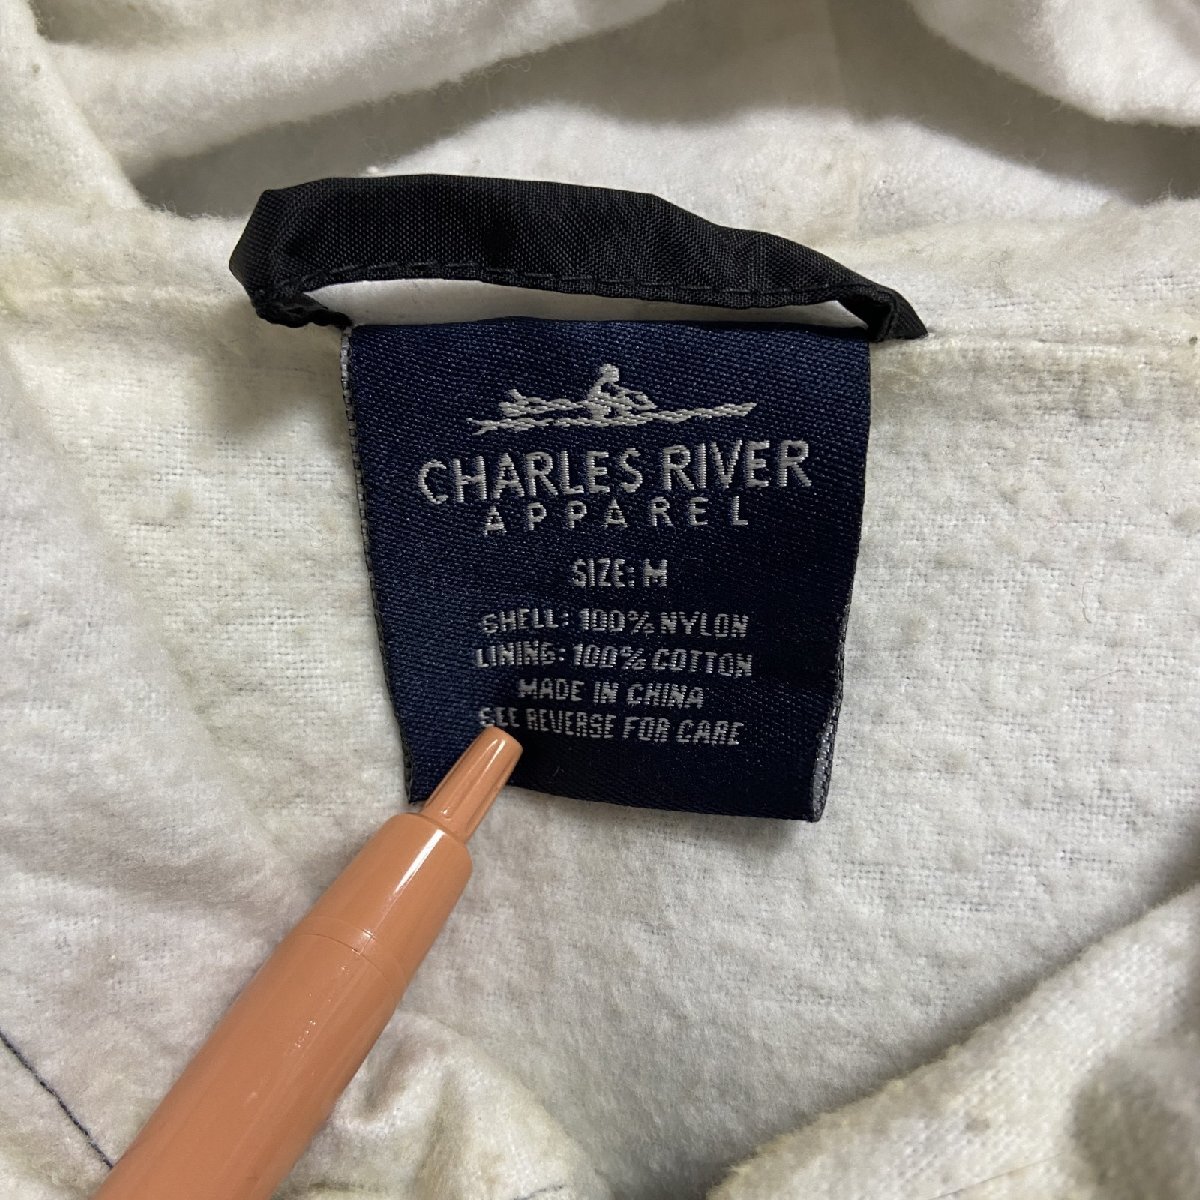 CHARLES RIVER
APPAREL
SIZE: M
SHELL: 100% NYLON
LINING: 100% COTTON
MADE IN CHINA
SEE REVERSE FOR CARE